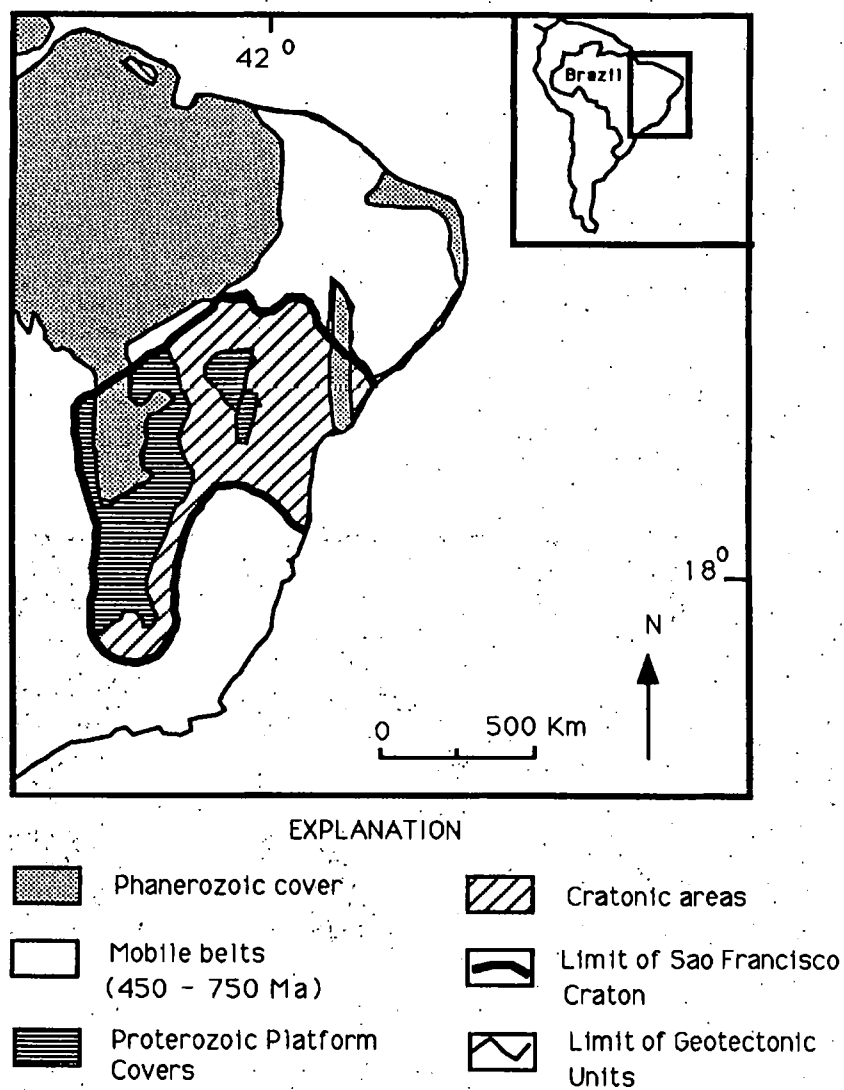 42 o
Brazil
18 o
N
0 500 Km
EXPLANATION
Phanerozoic cover
Mobile belts
(450 - 750 Ma)
Proterozoic Platform
Covers
Cratonic areas
Limit of Sao Francisco
Craton
Limit of Geotectonic
Units